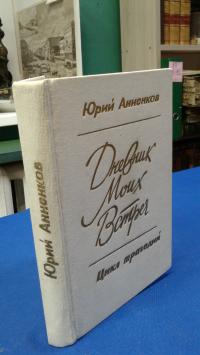 Юрий Анненков
Дневник
Моих
Встреч
Цикл трагедий
Юрий Анненков